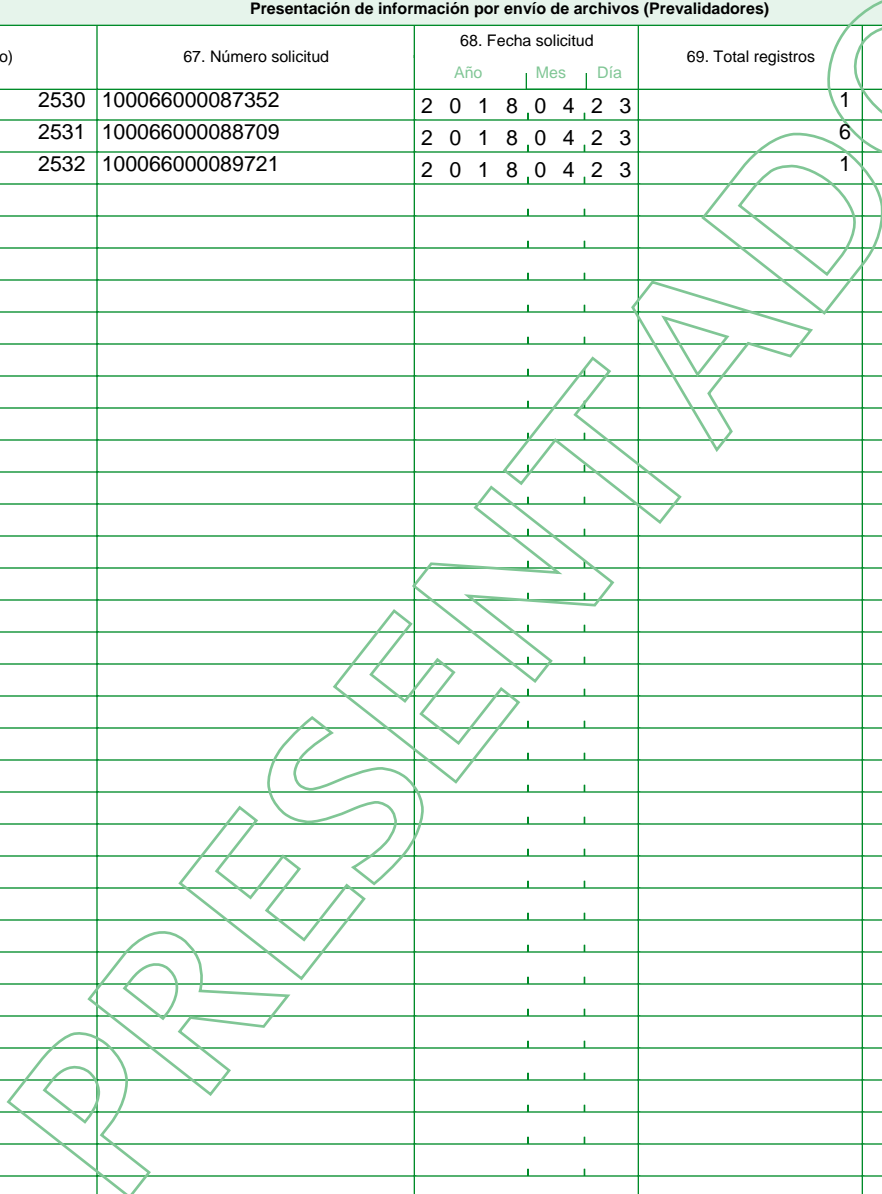 Presentación de información por envío de archivos (Prevalidadores)
o) 67. Número solicitud 68. Fecha solicitud 69. Total registros
Año Mes Día
2530 100066000087352 2 0 1 8 0 4 2 3 1
2531 100066000088709 2 0 1 8 0 4 2 3 6
2532 100066000089721 2 0 1 8 0 4 2 3 1
PRESENTADO